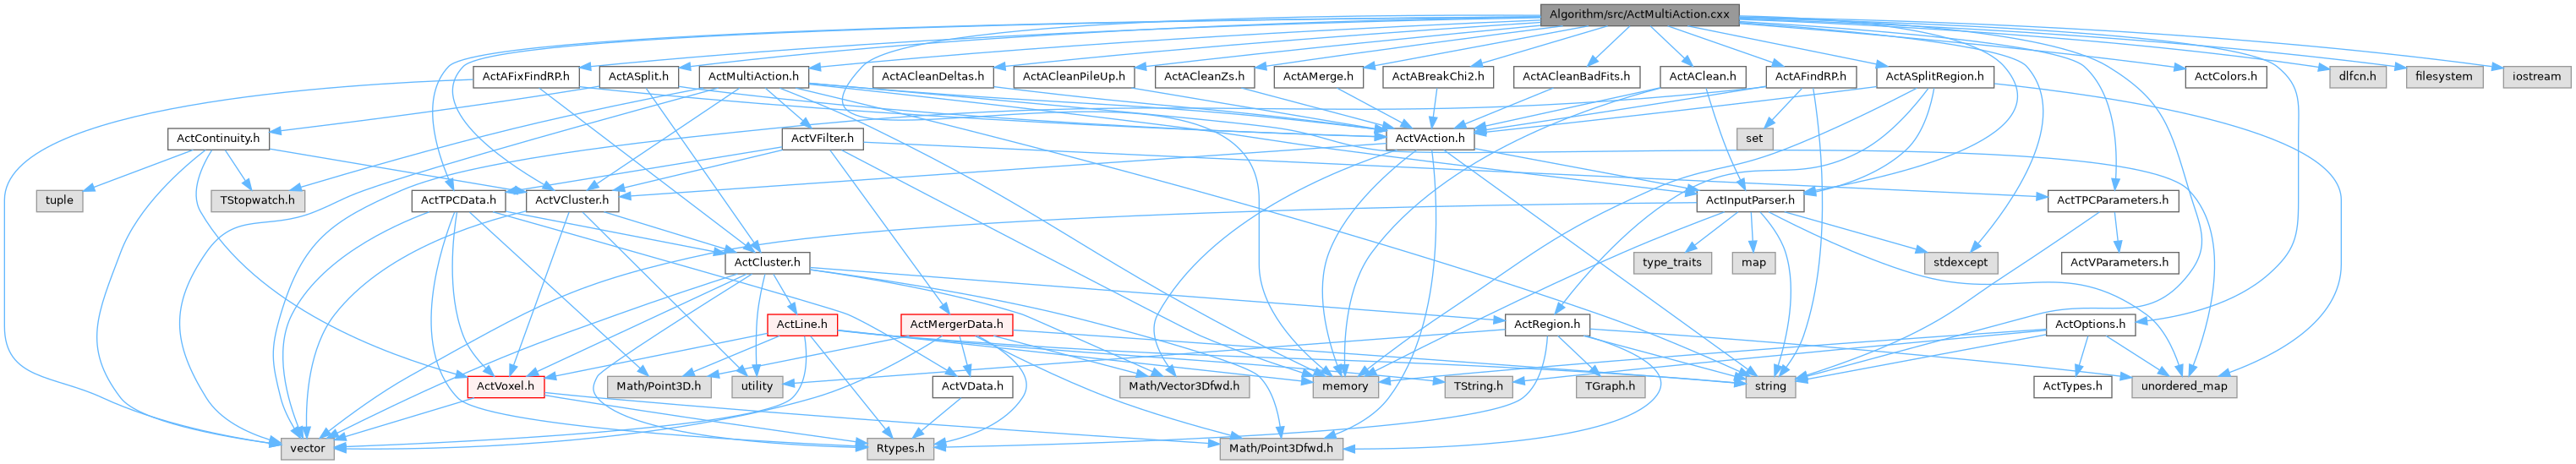 Algorithm/src/ActMultiAction.cxx
ActAFixFindRP.h
ActASplit.h
ActMultiAction.h
ActACleanDeltas.h
ActACleanPileUp.h
ActACleanZs.h
ActAMerge.h
ActABreakChi2.h
ActACleanBadFits.h
ActAClean.h
ActAFindRP.h
ActASplitRegion.h
ActColors.h
dlfcn.h
filesystem
iostream
ActContinuity.h
ActVFilter.h
ActVAction.h
set
tuple
TStopwatch.h
ActTPCData.h
ActVCluster.h
ActInputParser.h
ActTPCParameters.h
ActCluster.h
type_traits
map
stdexcept
ActVParameters.h
ActLine.h
ActMergerData.h
ActRegion.h
ActOptions.h
ActVoxel.h
Math/Point3D.h
utility
ActVData.h
Math/Vector3Dfwd.h
memory
TString.h
TGraph.h
string
ActTypes.h
unordered_map
vector
Rtypes.h
Math/Point3Dfwd.h